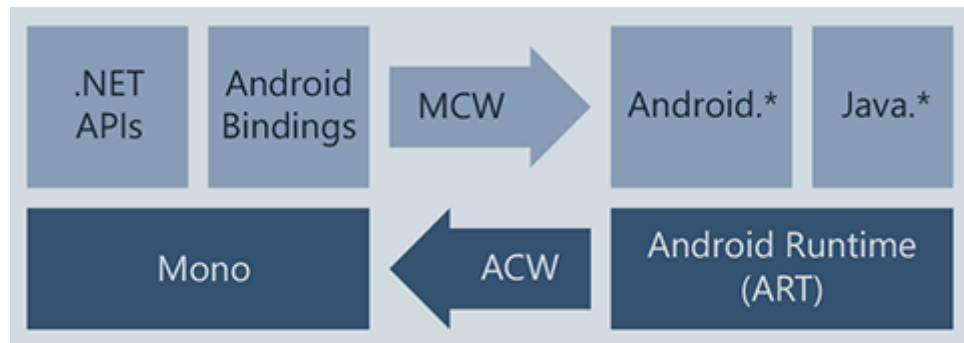 .NET
APIs
Android
Bindings
MCW
Android.*
Java.*
Mono
ACW
Android Runtime
(ART)